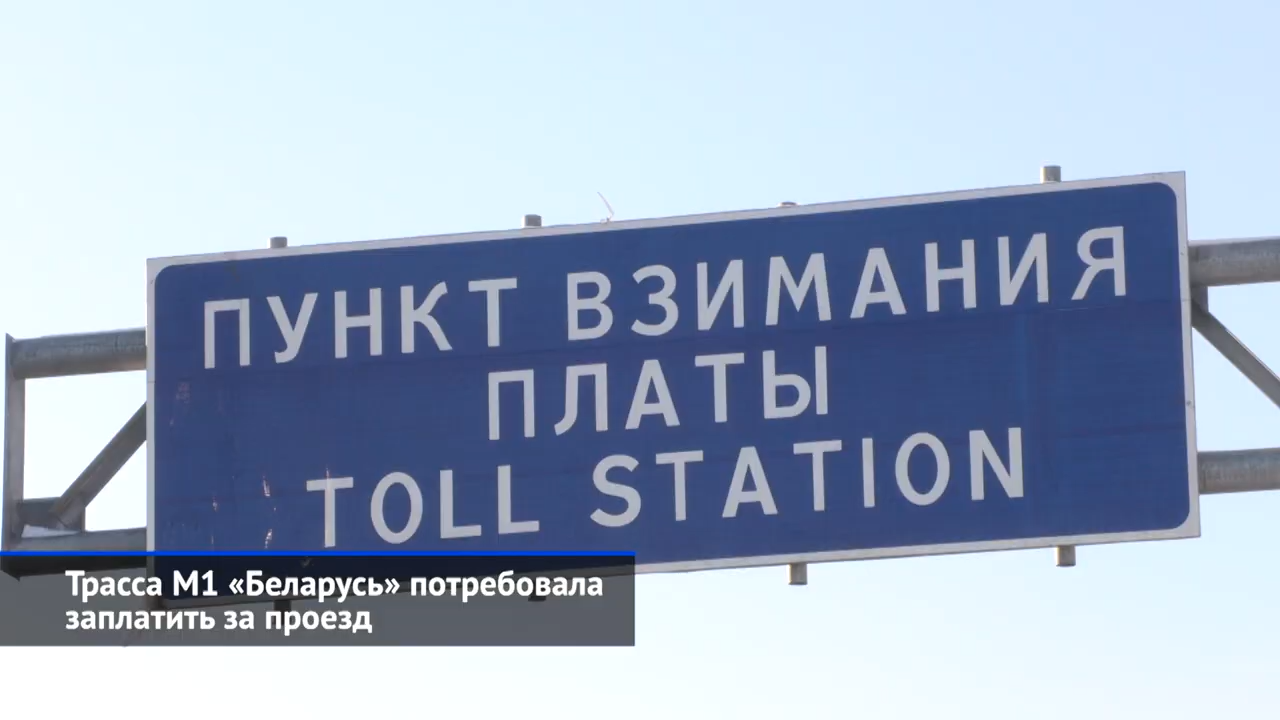 ПУНКТ ВЗИМАНИЯ
ПЛАТЫ
TOLL STATION
Трасса М1 «Беларусь» потребовала
заплатить за проезд